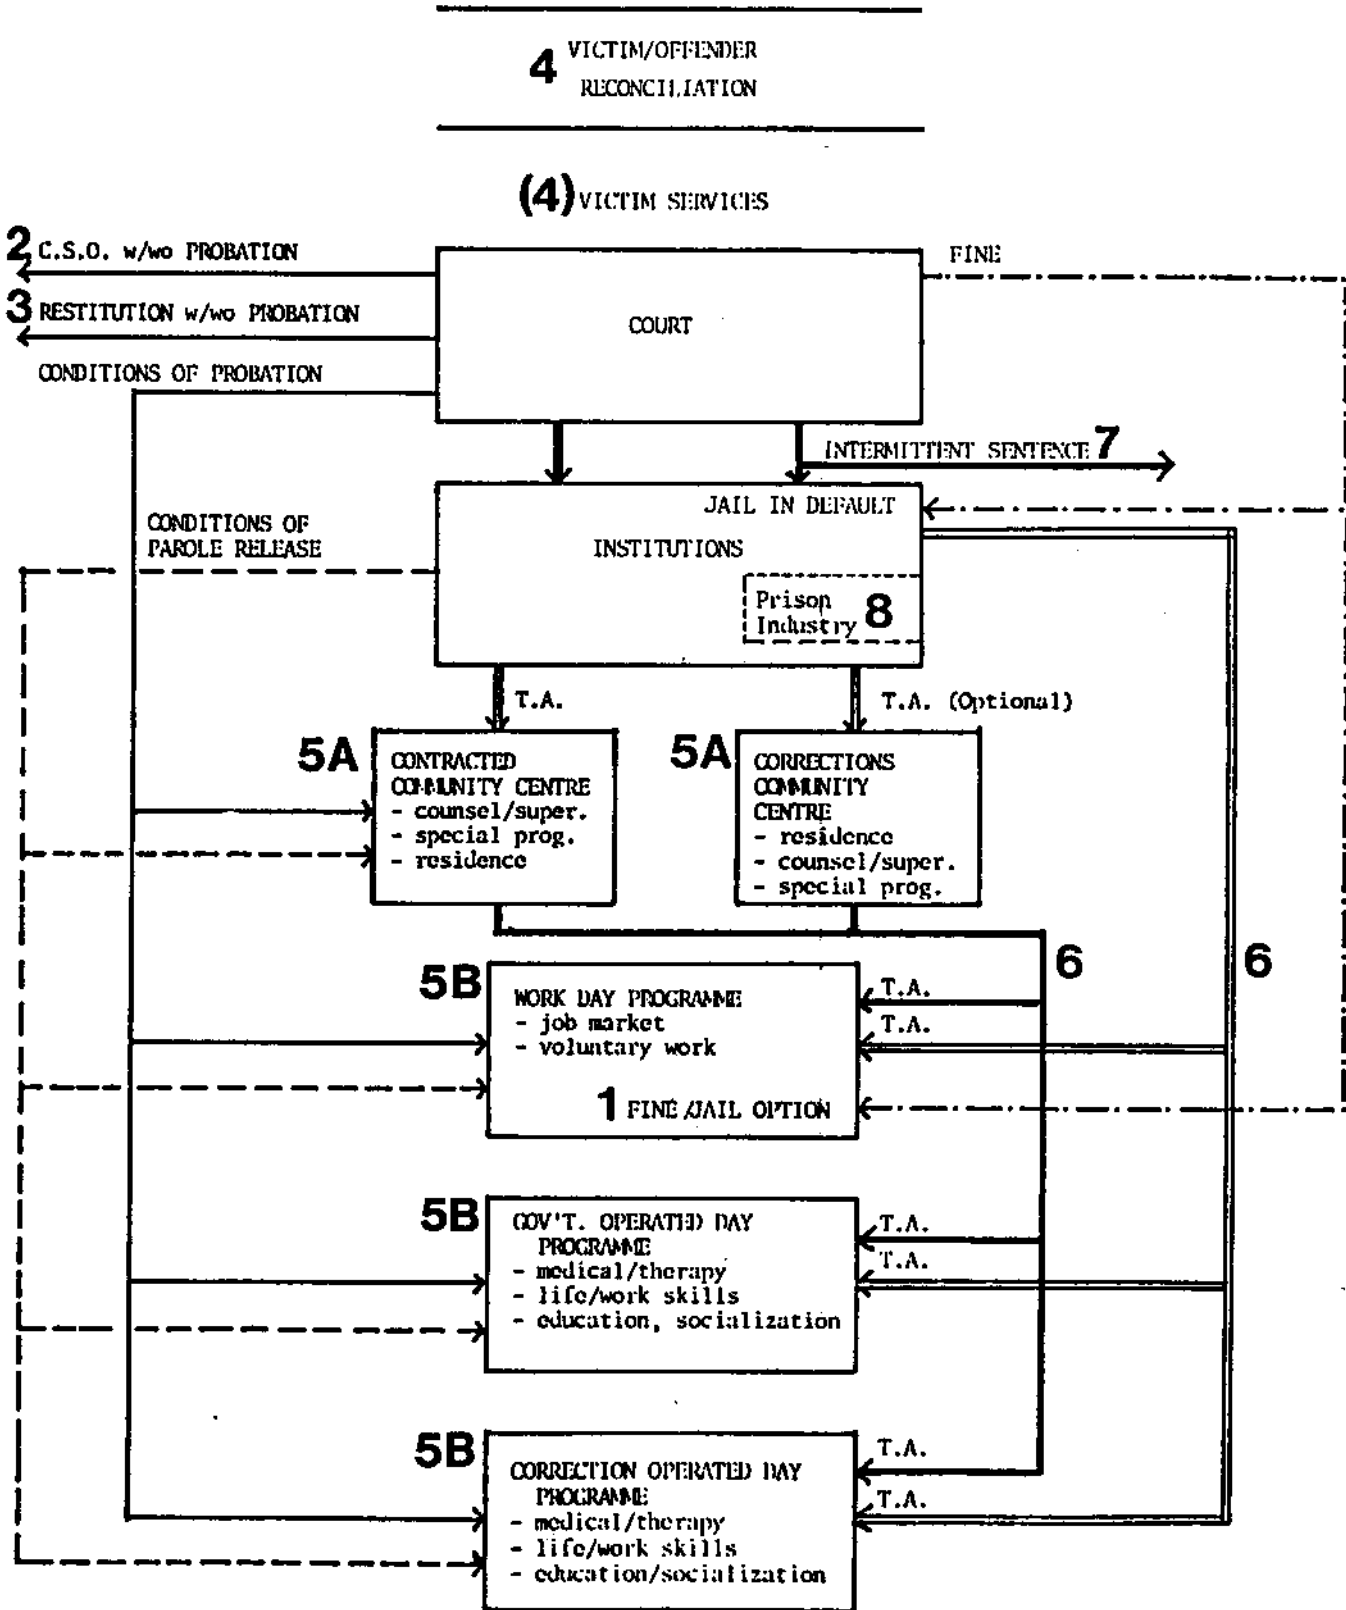 4 VICTIM/OFFENDER
RECONCILIATION
(4) VICTIM SERVICES
2 C.S.O. w/wo PROBATION
FINE
3 RESTITUTION w/wo PROBATION
COURT
CONDITIONS OF PROBATION
INTERMITTENT SENTENCE 7
JAIL IN DEFAULT
CONDITIONS OF
PAROLE RELEASE
INSTITUTIONS
Prison
Industry 8
T.A.
T.A. (Optional)
5A
CONTRACTED
COMMUNITY CENTRE
- counsel/super.
- special prog.
- residence
5A
CORRECTIONS
COMMUNITY
CENTRE
- residence
- counsel/super.
- special prog.
6
6
5B
WORK DAY PROGRAMME
- job market
- voluntary work
1 FINE/JAIL OPTION
T.A.
T.A.
5B
GOV'T. OPERATED DAY
PROGRAMME
- medical/therapy
- life/work skills
- education, socialization
T.A.
T.A.
5B
CORRECTION OPERATED DAY
PROGRAMME
- medical/therapy
- life/work skills
- education/socialization
T.A.
T.A.